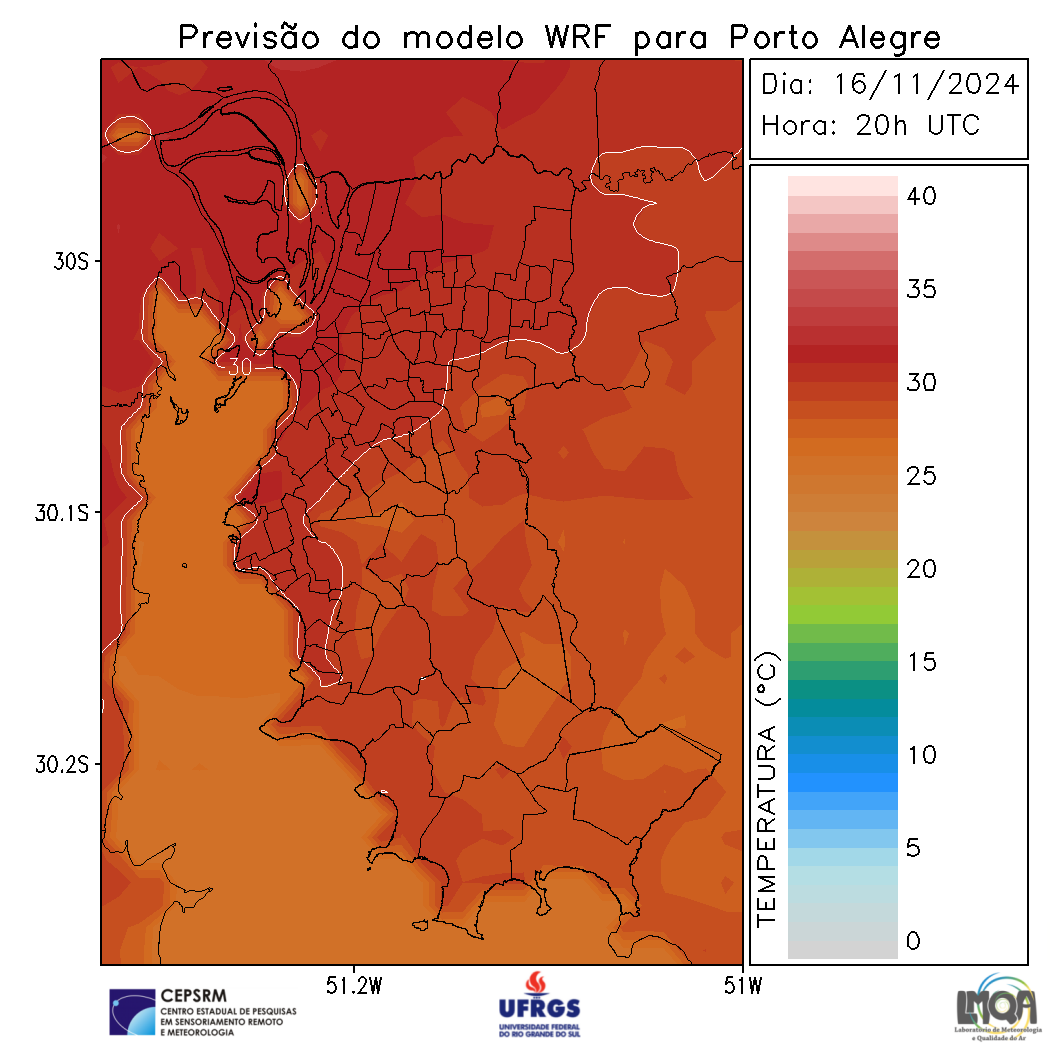 Previsão do modelo WRF para Porto Alegre
Dia: 16/11/2024
Hora: 20h UTC
40
35
30
25
20
15
10
5
0
TEMPERATURA (°C)
30S
30.1S
30.2S
30
51.2W
51W
CEPSRM
CENTRO ESTADUAL DE PESQUISAS
EM SENSORIAMENTO REMOTO
E METEOROLOGIA
UFRGS
UNIVERSIDADE FEDERAL
DO RIO GRANDE DO SUL
LMQA
Laboratório de Meteorologia
e Qualidade do Ar